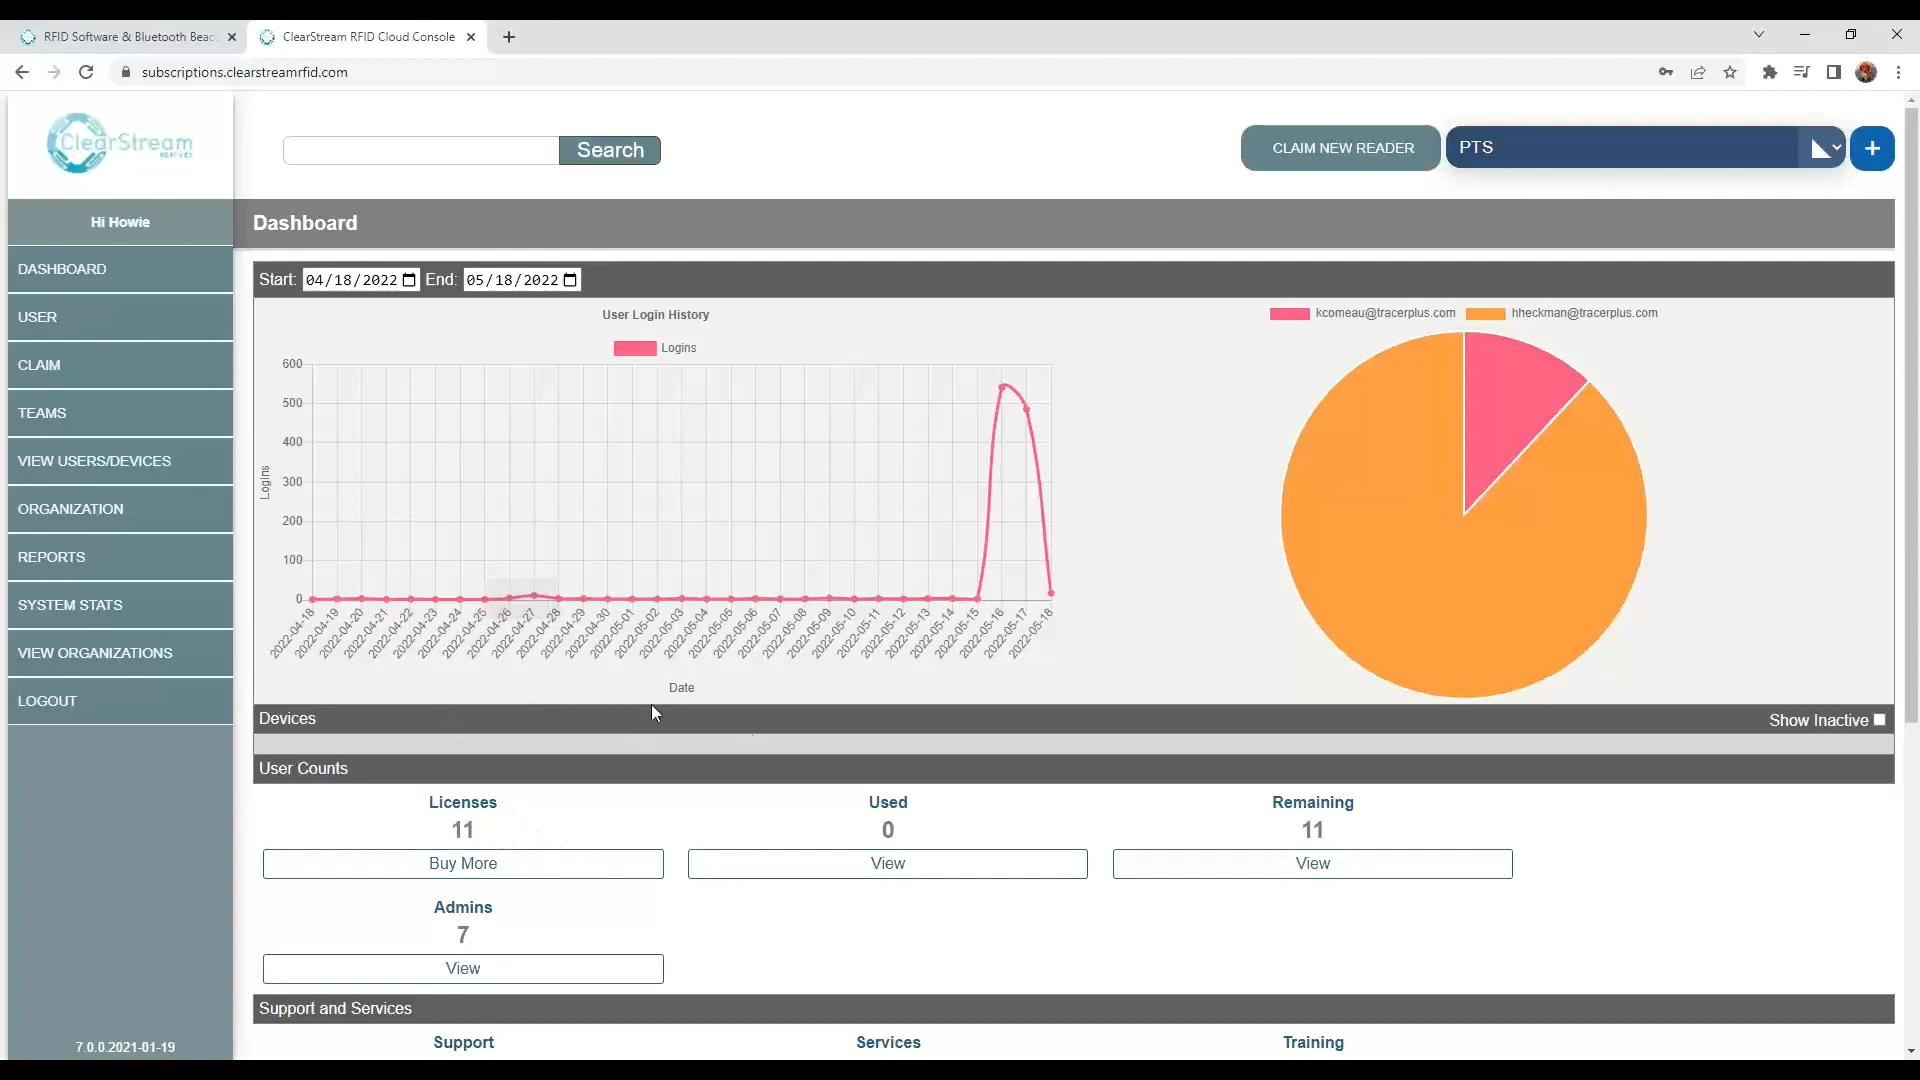 RFID Software & Bluetooth Beac
ClearStream RFID Cloud Console
subscriptions.clearstreamrfid.com
ClearStream
RFID
Search
CLAIM NEW READER
PTS
+
Hi Howie
DASHBOARD
USER
CLAIM
TEAMS
VIEW USERS/DEVICES
ORGANIZATION
REPORTS
SYSTEM STATS
VIEW ORGANIZATIONS
LOGOUT
7.0.0.2021-01-19
Dashboard
Start: 04/18/2022 End: 05/18/2022
User Login History
Logins
600
500
400
300
200
100
0
Logins
2022-04-18
2022-04-19
2022-04-20
2022-04-21
2022-04-22
2022-04-23
2022-04-24
2022-04-25
2022-04-26
2022-04-27
2022-04-28
2022-04-29
2022-04-30
2022-05-01
2022-05-02
2022-05-03
2022-05-04
2022-05-05
2022-05-06
2022-05-07
2022-05-08
2022-05-09
2022-05-10
2022-05-11
2022-05-12
2022-05-13
2022-05-14
2022-05-15
2022-05-16
2022-05-17
2022-05-18
Date
kcomeau@tracerplus.com hheckman@tracerplus.com
Devices
Show Inactive
User Counts
Licenses
11
Buy More
Used
0
View
Remaining
11
View
Admins
7
View
Support and Services
Support
Services
Training